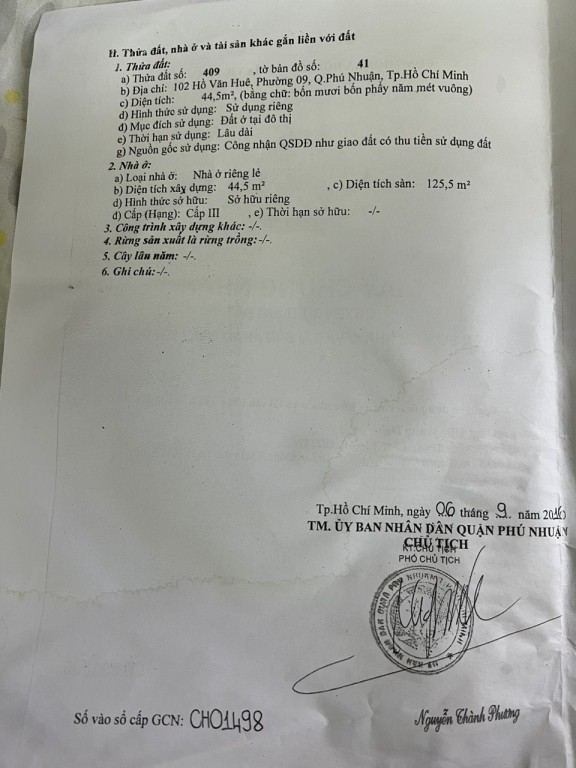 II. Thửa đất, nhà ở và tài sản khác gắn liền với đất
1. Thửa đất:
a) Thửa đất số: 409 , tờ bản đồ số: 41
b) Địa chỉ: 102 Hồ Văn Huê, Phường 09, Q.Phú Nhuận, Tp.Hồ Chí Minh
c) Diện tích: 44,5m², (bằng chữ: bốn mươi bốn phẩy năm mét vuông)
d) Hình thức sử dụng: Sử dụng riêng
đ) Mục đích sử dụng: Đất ở tại đô thị
e) Thời hạn sử dụng: Lâu dài
g) Nguồn gốc sử dụng: Công nhận QSDĐ như giao đất có thu tiền sử dụng đất
2. Nhà ở:
a) Loại nhà ở: Nhà ở riêng lẻ
b) Diện tích xây dựng: 44,5 m² , c) Diện tích sàn: 125,5 m²
d) Hình thức sở hữu: Sở hữu riêng
đ) Cấp (Hạng): Cấp III , e) Thời hạn sở hữu: -/-
3. Công trình xây dựng khác: -/-.
4. Rừng sản xuất là rừng trồng:-/-.
5. Cây lâu năm: -/-.
6. Ghi chú:-/-.
Tp.Hồ Chí Minh, ngày 06 tháng 9 năm
TM. ỦY BAN NHÂN DÂN QUẬN PHÚ NHUẬN
CHỦ TỊCH
KT.CHỦ TỊCH
PHÓ CHỦ TỊCH
Số vào sổ cấp GCN: CH01498
Nguyễn Thành Phương